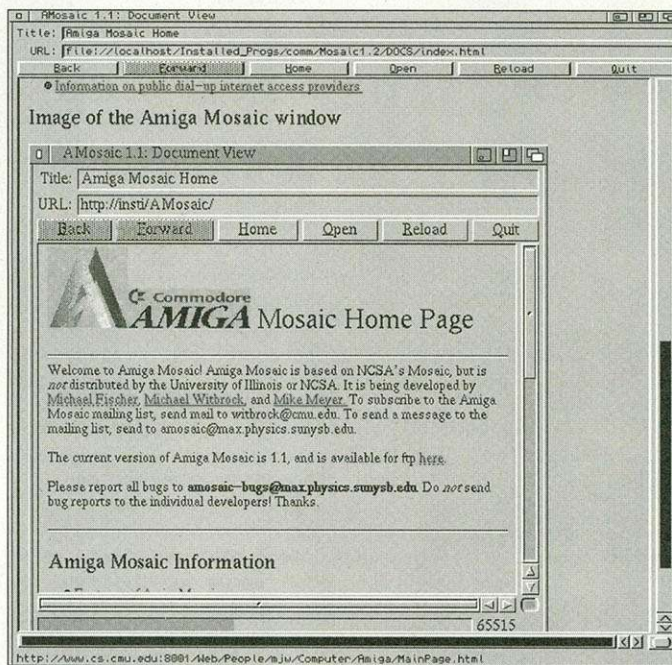 AMosaic 1.1: Document View
Title: Amiga Mosaic Home
URL: file://localhost/Installed_Progs/comm/Mosaic1.2/DOCS/index.html
Back Forward Home Open Reload Quit
Information on public dial-up internet access providers
Image of the Amiga Mosaic window
AMosaic 1.1: Document View
Title: Amiga Mosaic Home
URL: http://insti/AMosaic/
Back Forward Home Open Reload Quit
Commodore
AMIGA Mosaic Home Page
Welcome to Amiga Mosaic! Amiga Mosaic is based on NCSA's Mosaic, but is
not distributed by the University of Illinois or NCSA. It is being developed by
Michael Fischer, Michael Witbrock, and Mike Meyer. To subscribe to the Amiga
Mosaic mailing list, send mail to witbrock@cmu.edu. To send a message to the
mailing list, send to amosaic@max.physics.sunysb.edu.
The current version of Amiga Mosaic is 1.1, and is available for ftp here.
Please report all bugs to amosaic-bugs@max.physics.sunysb.edu. Do not send
bug reports to the individual developers! Thanks.
Amiga Mosaic Information
65515
http://www.cs.cmu.edu:8001/Web/People/mjw/Computer/Amiga/MainPage.html